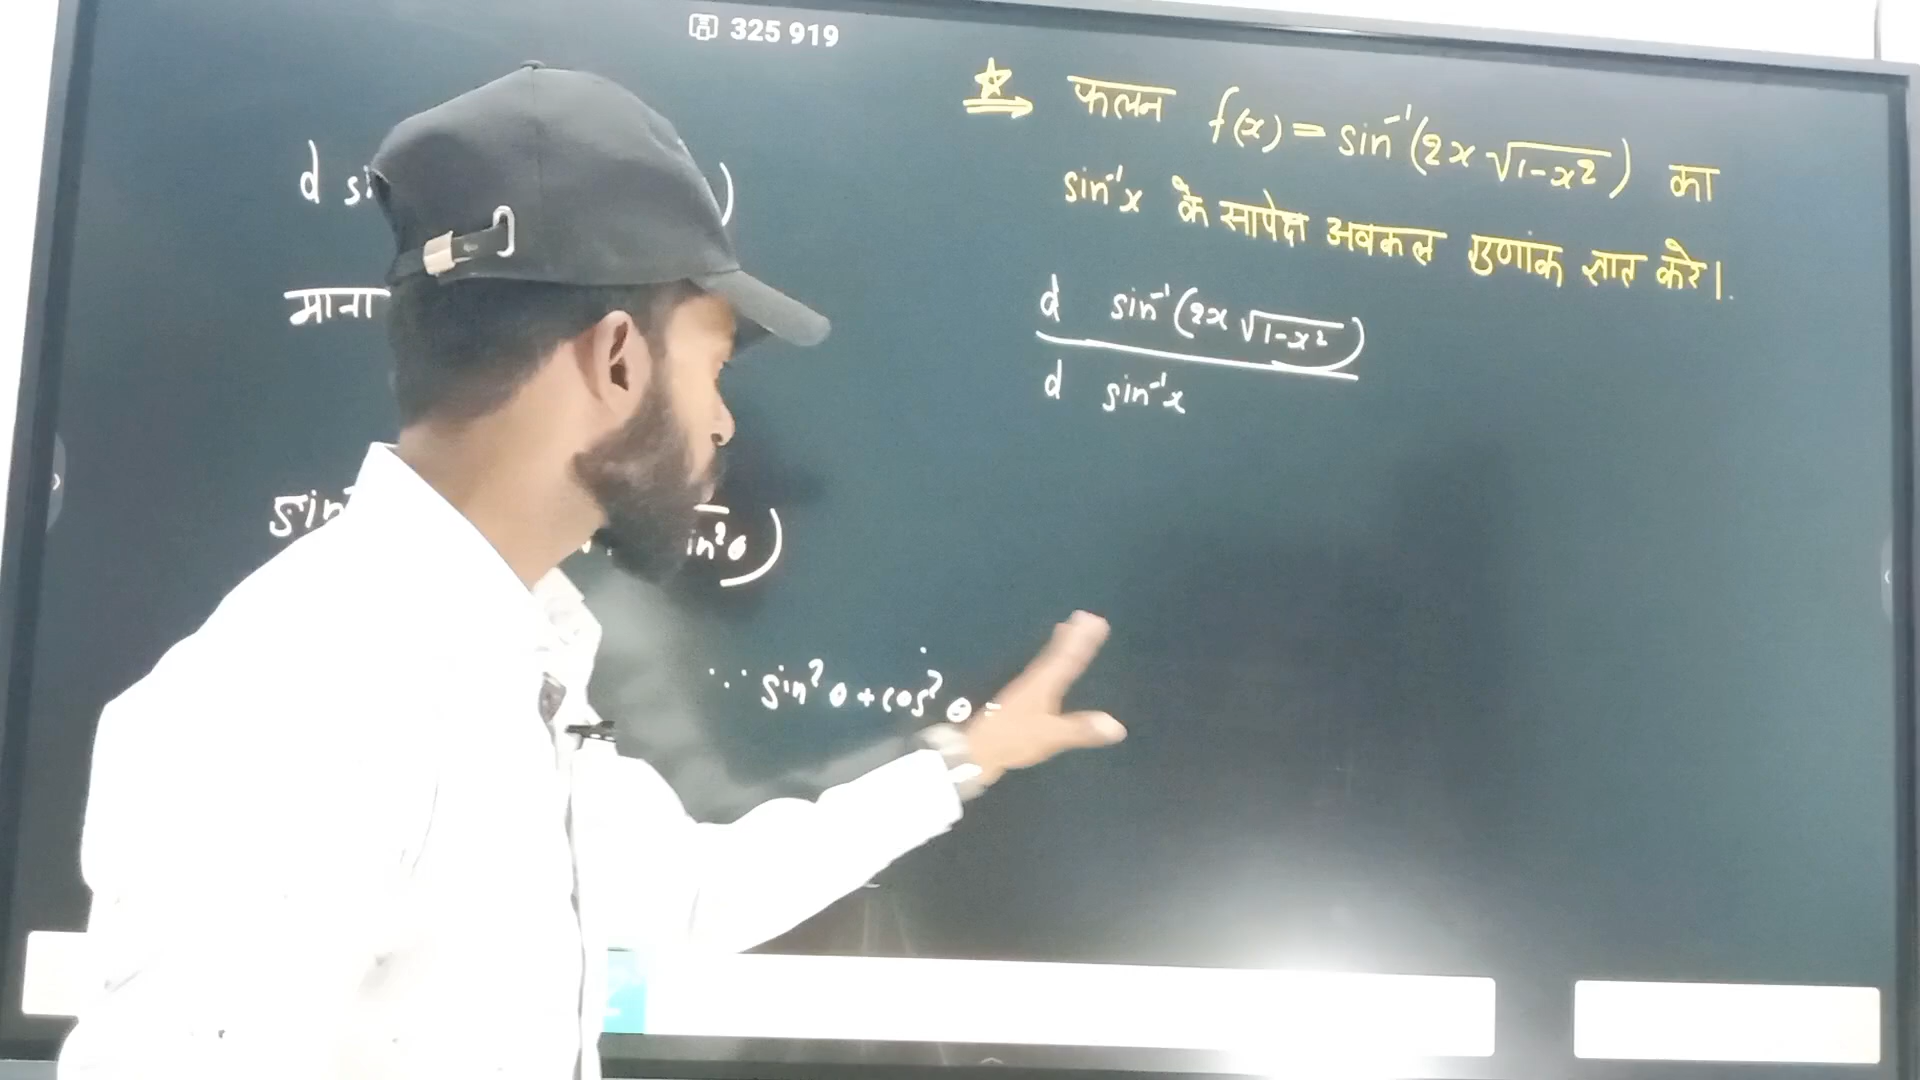 325 919
फलन f(x) = sin⁻¹(2x √1-x²) का
sin⁻¹x के सापेक्ष अवकल गुणांक ज्ञात करे।
d sin⁻¹(2x √1-x²)
d sin⁻¹x
d
)
माना
sin
in²θ)
∵ sin²θ + cos²θ =